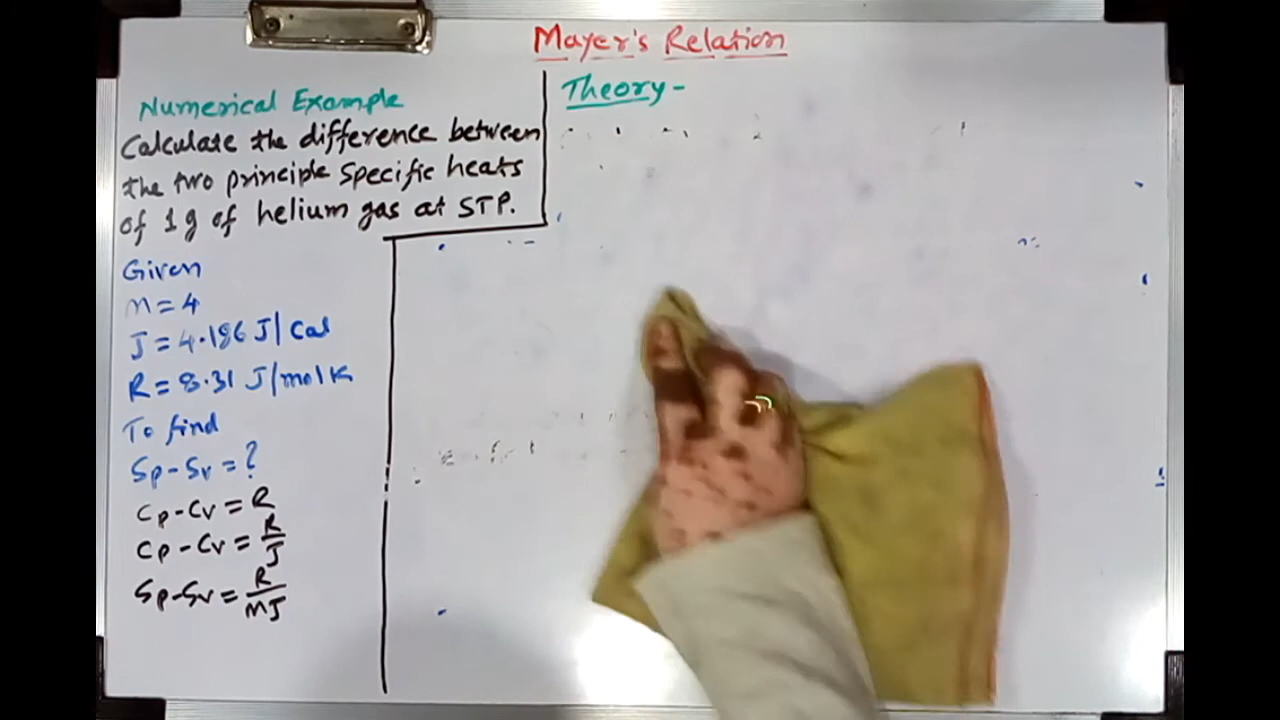 Mayer's Relation
Theory-
Numerical Example
Calculate the difference between
the two principle specific heats
of 1g of helium gas at STP.
Given
M=4
J=4.186 J/Cal
R=8.31 J/molK
To find
Sp-Sv=?
Cp-Cv=R
Cp-Cv=R/J
Sp-Sv=R/MJ